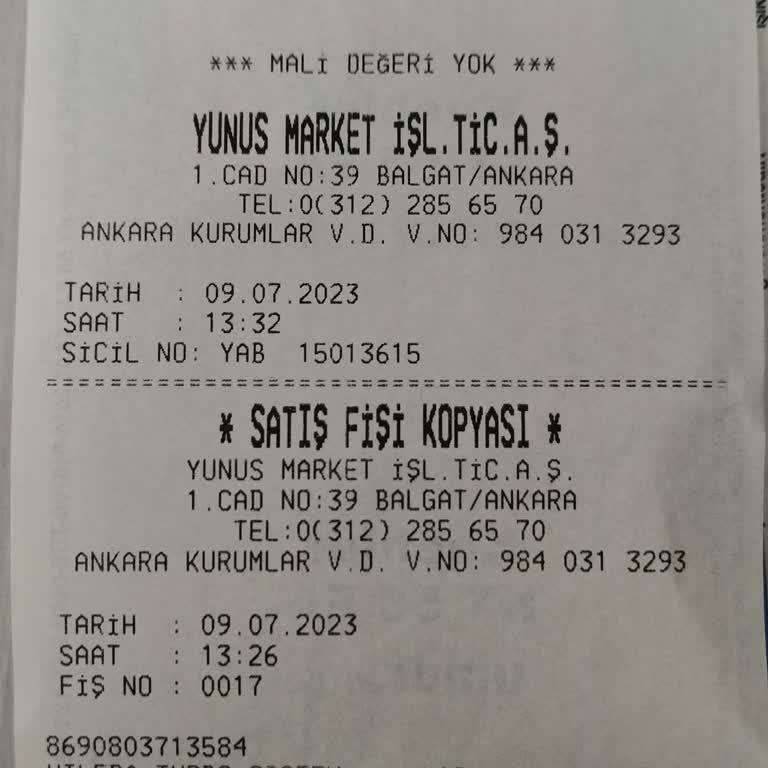 *** MALİ DEĞERİ YOK ***
YUNUS MARKET İŞL.TİC.A.Ş.
1.CAD NO:39 BALGAT/ANKARA
TEL:0(312) 285 65 70
ANKARA KURUMLAR V.D. V.NO: 984 031 3293
TARİH : 09.07.2023
SAAT : 13:32
SİCİL NO: YAB 15013615
* SATIŞ FİŞİ KOPYASI *
YUNUS MARKET İŞL.TİC.A.Ş.
1.CAD NO:39 BALGAT/ANKARA
TEL:0(312) 285 65 70
ANKARA KURUMLAR V.D. V.NO: 984 031 3293
TARİH : 09.07.2023
SAAT : 13:26
FİŞ NO : 0017
8690803713584